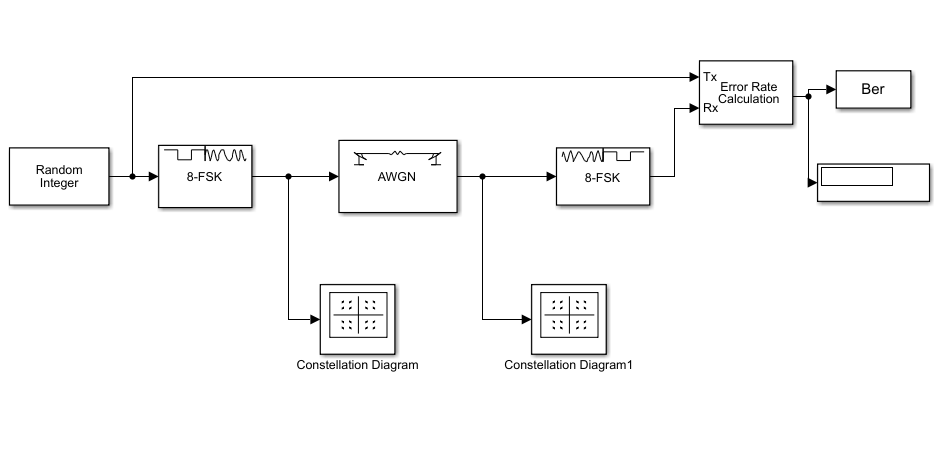 Tx
Error Rate
Calculation
Rx
Ber
Random
Integer
8-FSK
AWGN
8-FSK
Constellation Diagram
Constellation Diagram1